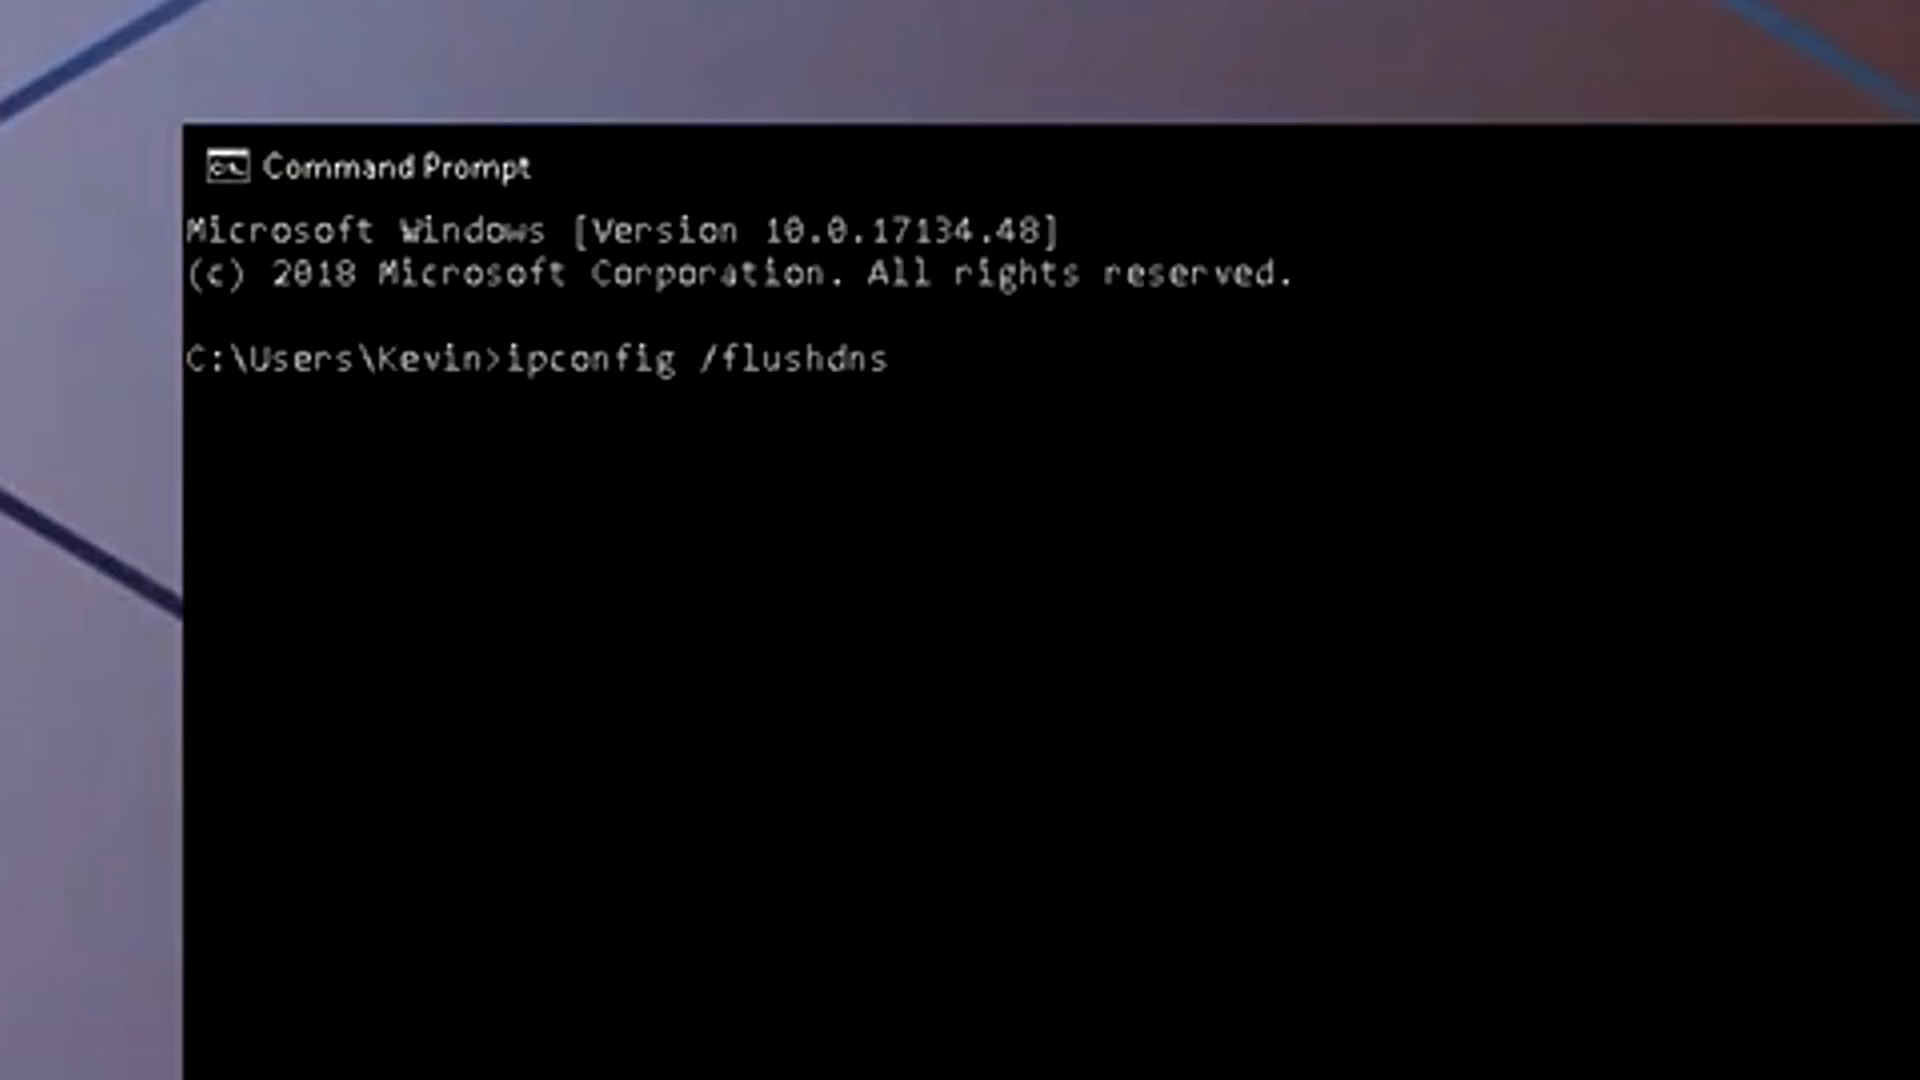 Command Prompt
Microsoft Windows [Version 10.0.17134.48]
(c) 2018 Microsoft Corporation. All rights reserved.
C:\Users\Kevin>ipconfig /flushdns